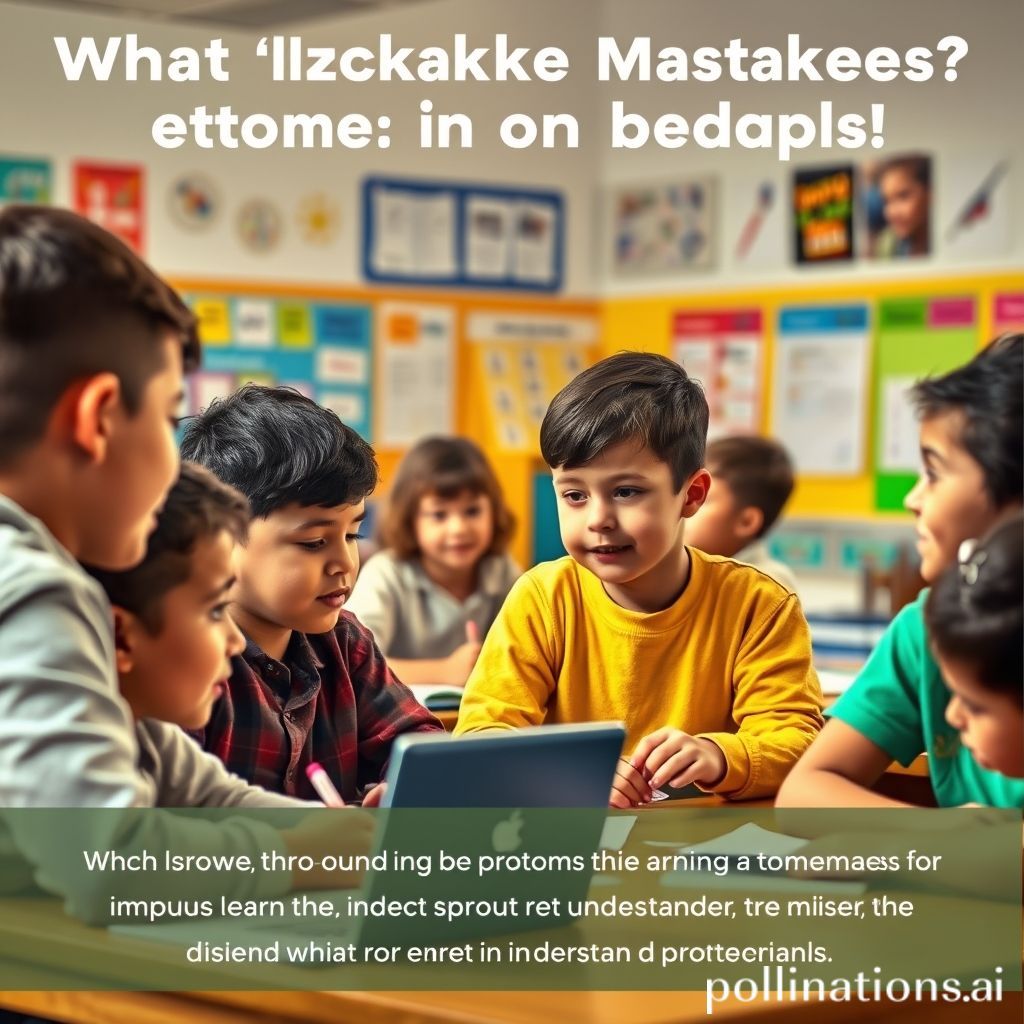 What ‘llzckakke Mastakees?
ettome: in on bedapls!
Whch lsrowe, thro-ound ing be protoms thie arning a tomemaess for
impuus learn the, indect sprout ret undestander, tre miiser, the
disiend whiat ror enret in inderstan d protteerianls.
pollinations.ai